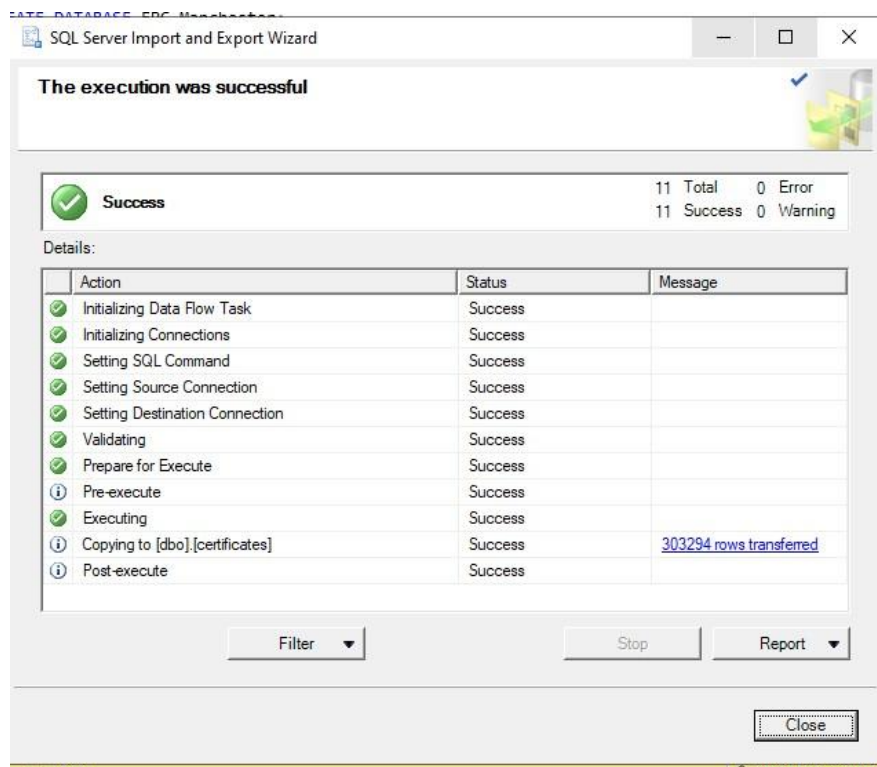 SQL Server Import and Export Wizard
The execution was successful
Success 11 Total 0 Error
11 Success 0 Warning
Details:
Action Status Message
Initializing Data Flow Task Success
Initializing Connections Success
Setting SQL Command Success
Setting Source Connection Success
Setting Destination Connection Success
Validating Success
Prepare for Execute Success
Pre-execute Success
Executing Success
Copying to [dbo].[certificates] Success 303294 rows transferred
Post-execute Success
Filter Stop Report
Close